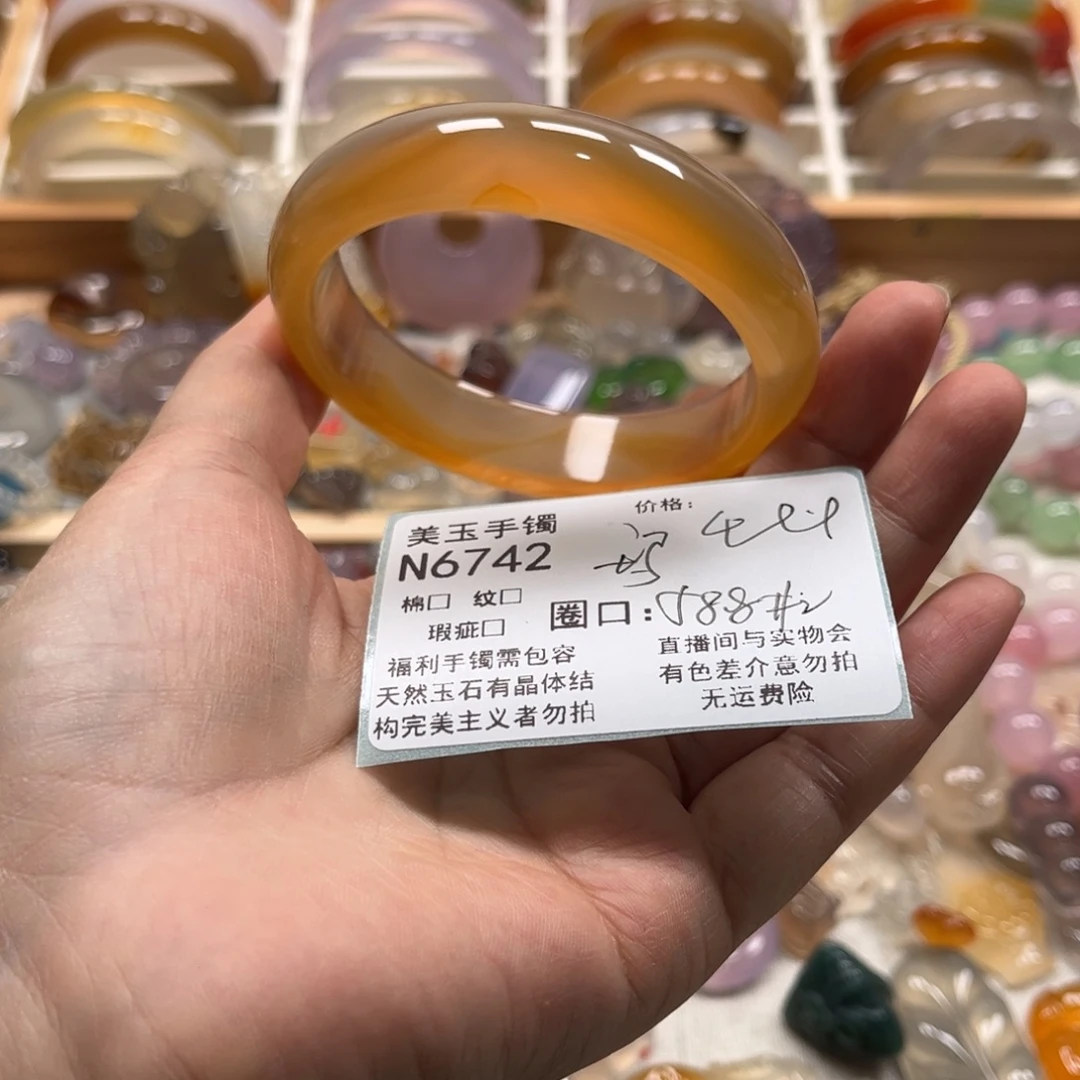 美玉手镯
N6742
价格:
棉□ 纹□
瑕疵□
圈口:588#2
福利手镯需包容
天然玉石有晶体结
构完美主义者勿拍
直播间与实物会
有色差介意勿拍
无运费险